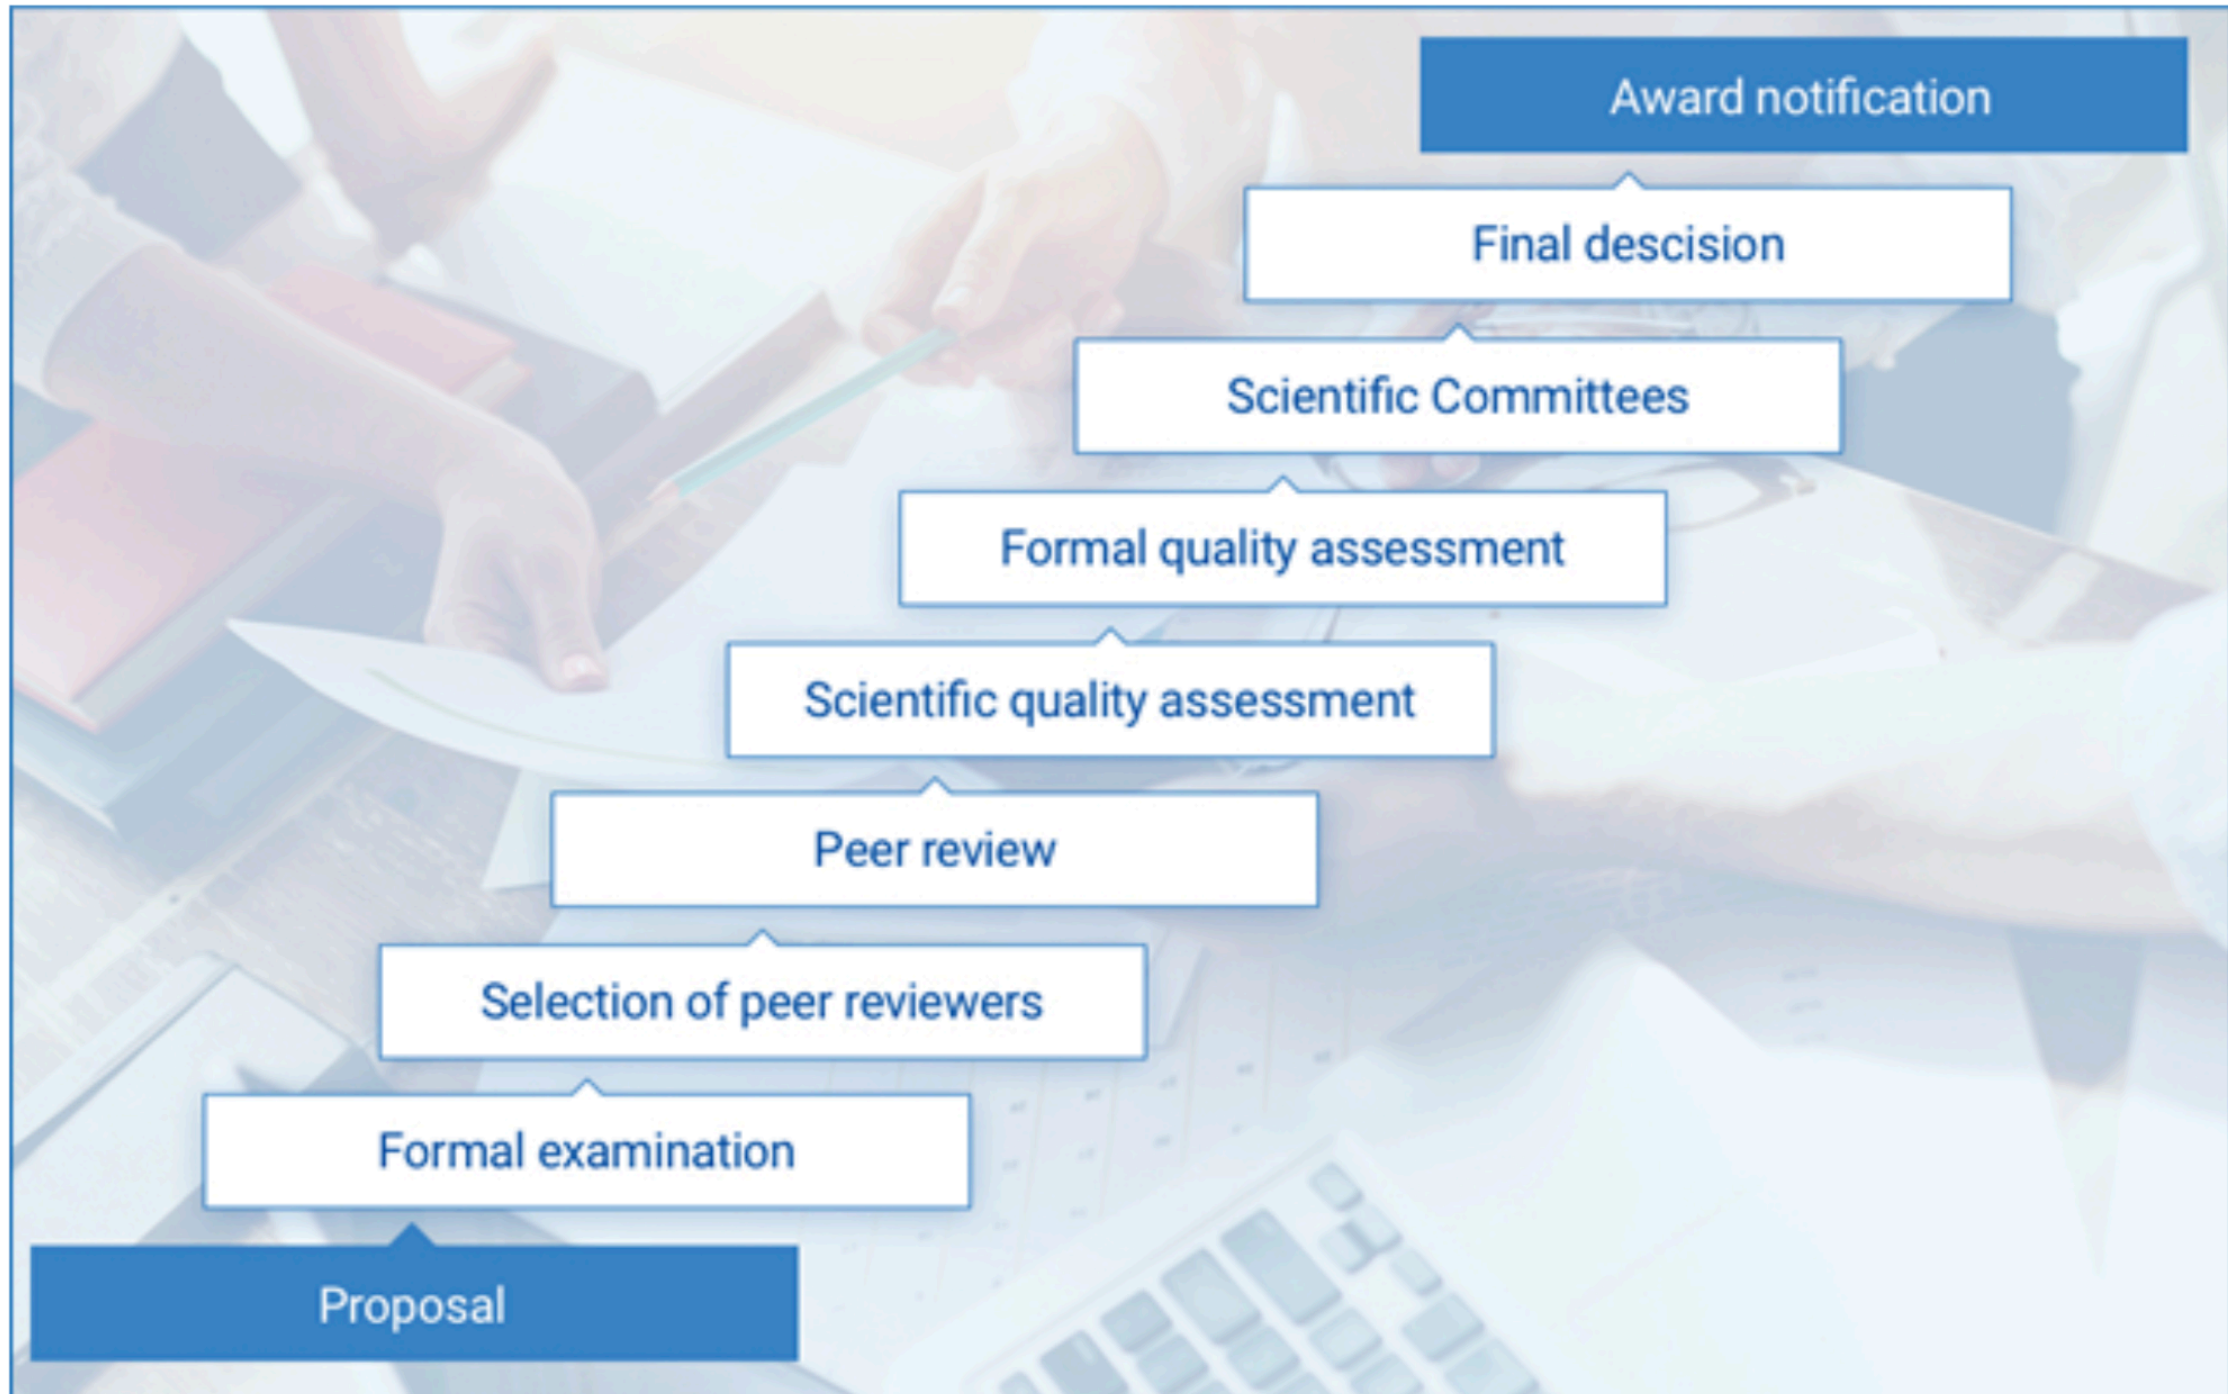 Award notification
Final descision
Scientific Committees
Formal quality assessment
Scientific quality assessment
Peer review
Selection of peer reviewers
Formal examination
Proposal